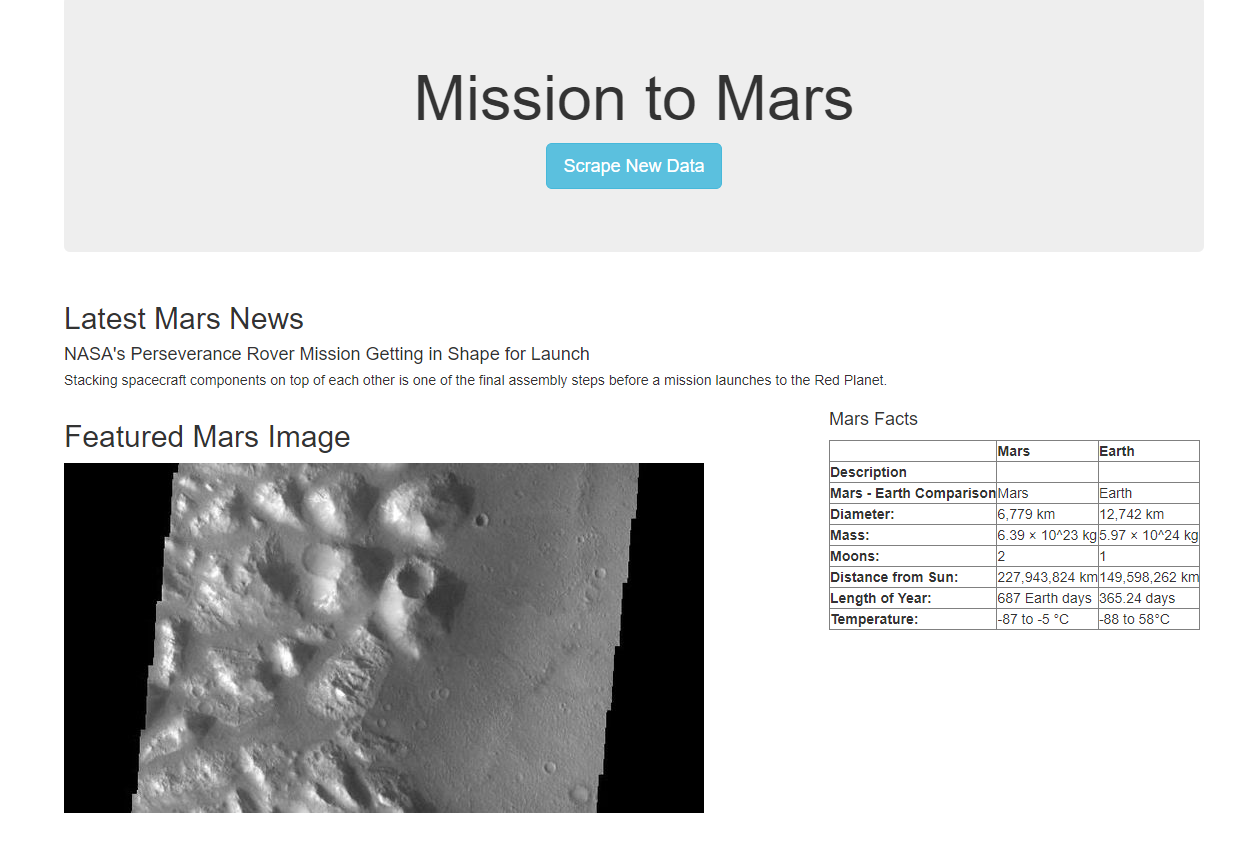 Mission to Mars
Scrape New Data
Latest Mars News
NASA's Perseverance Rover Mission Getting in Shape for Launch
Stacking spacecraft components on top of each other is one of the final assembly steps before a mission launches to the Red Planet.
Featured Mars Image
Mars Facts
Mars Earth
Description
Mars - Earth Comparison Mars Earth
Diameter: 6,779 km 12,742 km
Mass: 6.39 × 10^23 kg 5.97 × 10^24 kg
Moons: 2 1
Distance from Sun: 227,943,824 km 149,598,262 km
Length of Year: 687 Earth days 365.24 days
Temperature: -87 to -5 °C -88 to 58°C